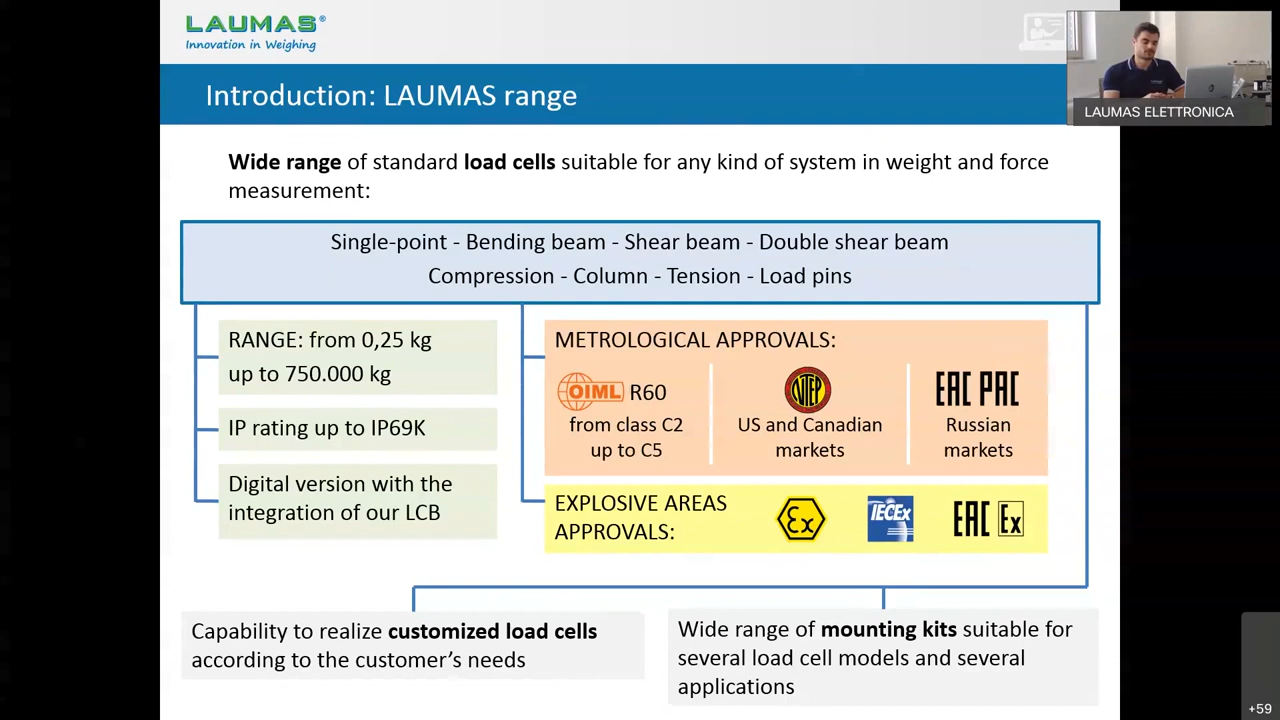 LAUMAS®
Innovation in Weighing
LAUMAS ELETTRONICA
Introduction: LAUMAS range
Wide range of standard load cells suitable for any kind of system in weight and force
measurement:
Single-point - Bending beam - Shear beam - Double shear beam
Compression - Column - Tension - Load pins
RANGE: from 0,25 kg
up to 750.000 kg
IP rating up to IP69K
Digital version with the
integration of our LCB
METROLOGICAL APPROVALS:
OIML R60
from class C2
up to C5
NTEP
US and Canadian
markets
EAC PAC
Russian
markets
EXPLOSIVE AREAS
APPROVALS:
Ex
IECEx
EAC Ex
Capability to realize customized load cells
according to the customer's needs
Wide range of mounting kits suitable for
several load cell models and several
applications
+59